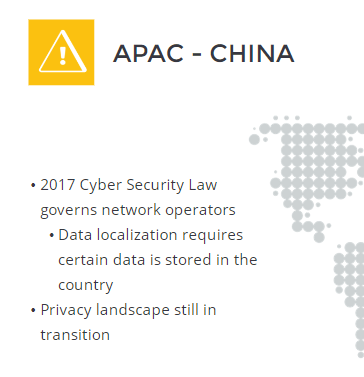 APAC - CHINA
• 2017 Cyber Security Law
governs network operators
• Data localization requires
certain data is stored in the
country
• Privacy landscape still in
transition